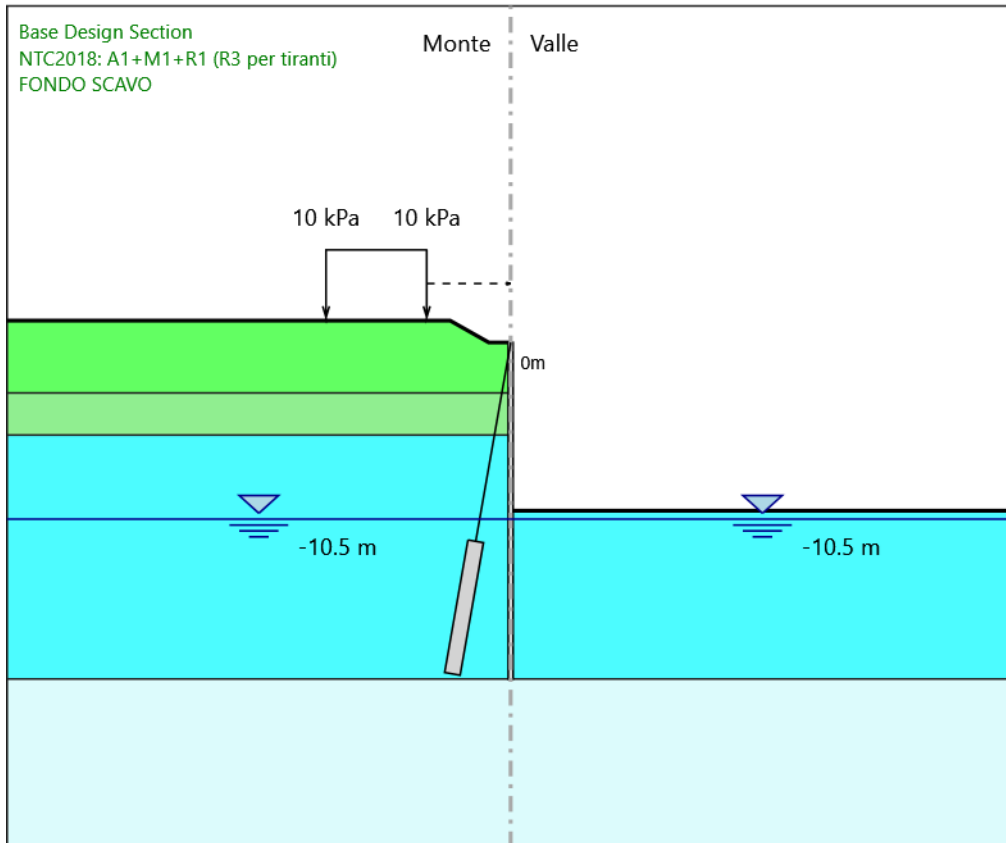 Base Design Section
NTC2018: A1+M1+R1 (R3 per tiranti)
FONDO SCAVO
Monte
Valle
10 kPa
10 kPa
0m
-10.5 m
-10.5 m